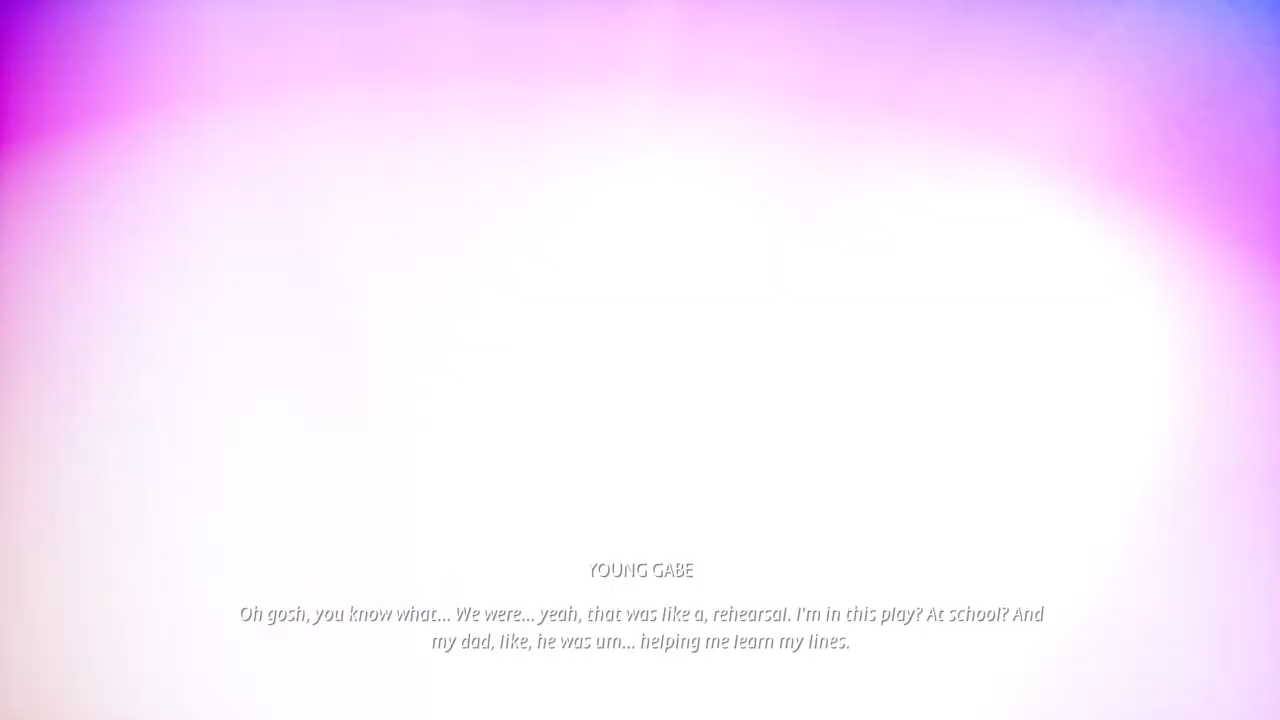 YOUNG GABE
Oh gosh, you know what... We were... yeah, that was like a, rehearsal. I'm in this play? At school? And
my dad, like, he was um... helping me learn my lines.